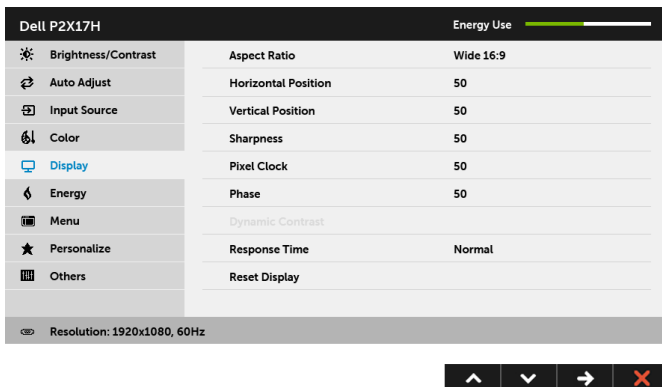 Dell P2X17H Energy Use
Brightness/Contrast Aspect Ratio Wide 16:9
Auto Adjust Horizontal Position 50
Input Source Vertical Position 50
Color Sharpness 50
Display Pixel Clock 50
Energy Phase 50
Menu Dynamic Contrast
Personalize Response Time Normal
Others Reset Display
Resolution: 1920x1080, 60Hz